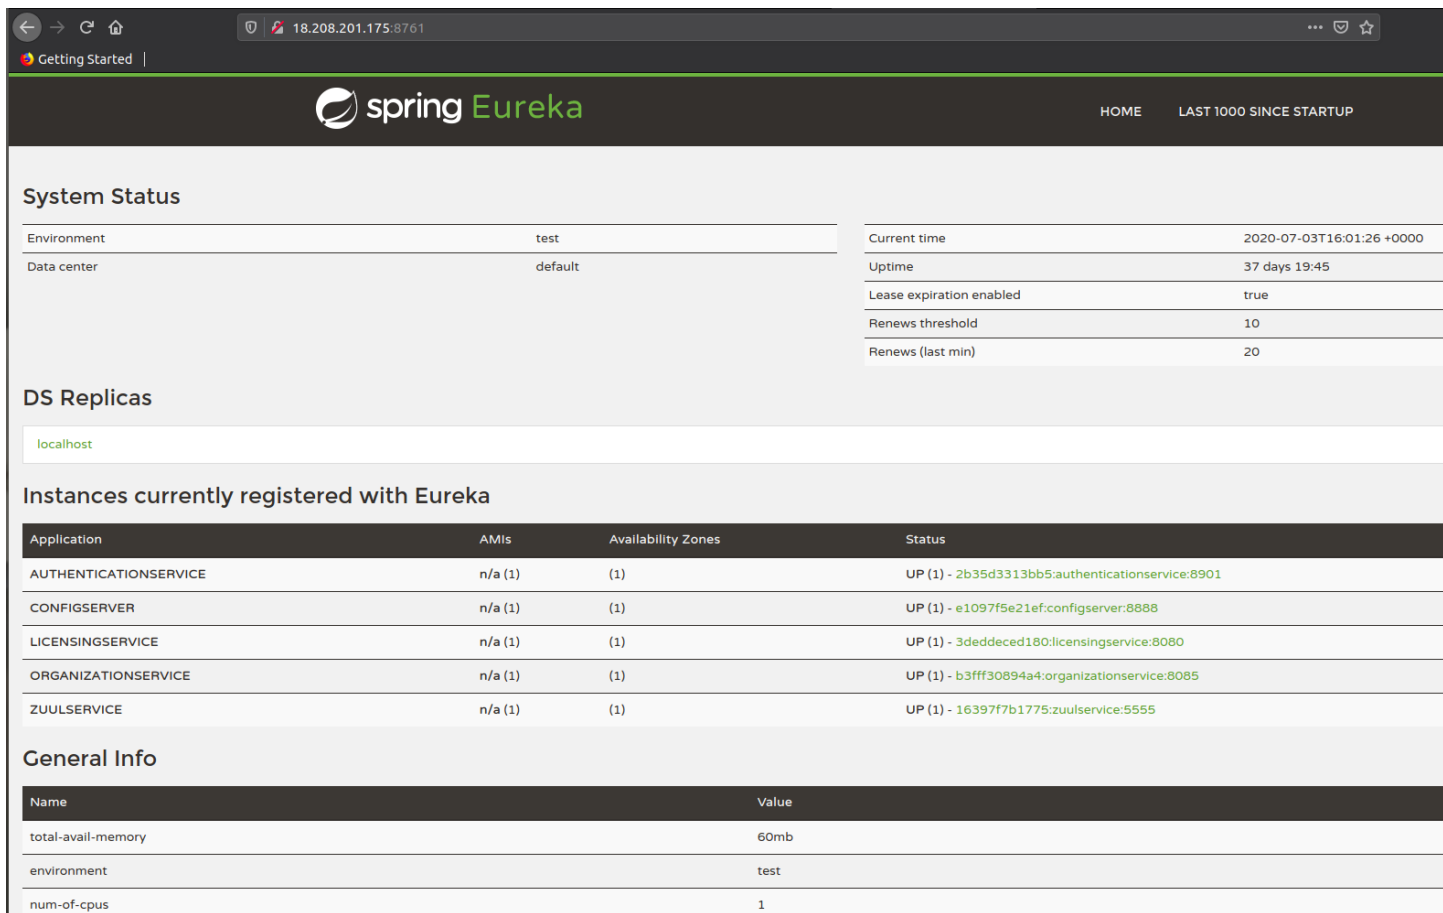 18.208.201.175:8761
Getting Started
spring Eureka
HOME LAST 1000 SINCE STARTUP
System Status
Environment test
Data center default
Current time 2020-07-03T16:01:26 +0000
Uptime 37 days 19:45
Lease expiration enabled true
Renews threshold 10
Renews (last min) 20
DS Replicas
localhost
Instances currently registered with Eureka
Application AMIs Availability Zones Status
AUTHENTICATIONSERVICE n/a (1) (1) UP (1) - 2b35d3313bb5:authenticationservice:8901
CONFIGSERVER n/a (1) (1) UP (1) - e1097f5e21ef:configserver:8888
LICENSINGSERVICE n/a (1) (1) UP (1) - 3deddeced180:licensingservice:8080
ORGANIZATIONSERVICE n/a (1) (1) UP (1) - b3fff30894a4:organizationservice:8085
ZUULSERVICE n/a (1) (1) UP (1) - 16397f7b1775:zuulservice:5555
General Info
Name Value
total-avail-memory 60mb
environment test
num-of-cpus 1